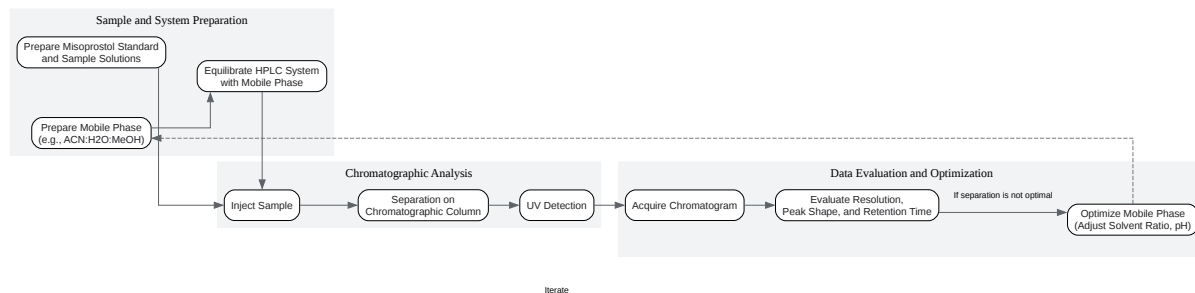 Sample and System Preparation
Prepare Misoprostol Standard
and Sample Solutions
Equilibrate HPLC System
with Mobile Phase
Prepare Mobile Phase
(e.g., ACN:H2O:MeOH)
Chromatographic Analysis
Inject Sample
Separation on
Chromatographic Column
UV Detection
Data Evaluation and Optimization
Acquire Chromatogram
Evaluate Resolution,
Peak Shape, and Retention Time
If separation is not optimal
Optimize Mobile Phase
(Adjust Solvent Ratio, pH)
Iterate